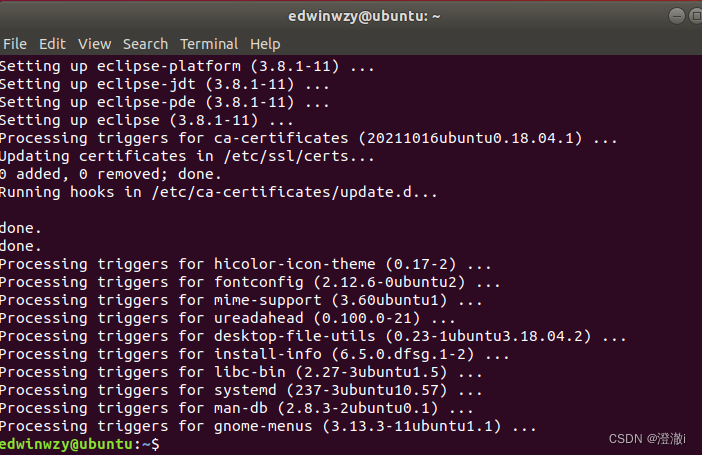 edwinwzy@ubuntu: ~
File Edit View Search Terminal Help
Setting up eclipse-platform (3.8.1-11) ...
Setting up eclipse-jdt (3.8.1-11) ...
Setting up eclipse-pde (3.8.1-11) ...
Setting up eclipse (3.8.1-11) ...
Processing triggers for ca-certificates (20211016ubuntu0.18.04.1) ...
Updating certificates in /etc/ssl/certs...
0 added, 0 removed; done.
Running hooks in /etc/ca-certificates/update.d...
done.
done.
Processing triggers for hicolor-icon-theme (0.17-2) ...
Processing triggers for fontconfig (2.12.6-0ubuntu2) ...
Processing triggers for mime-support (3.60ubuntu1) ...
Processing triggers for ureadahead (0.100.0-21) ...
Processing triggers for desktop-file-utils (0.23-1ubuntu3.18.04.2) ...
Processing triggers for install-info (6.5.0.dfsg.1-2) ...
Processing triggers for libc-bin (2.27-3ubuntu1.5) ...
Processing triggers for systemd (237-3ubuntu10.57) ...
Processing triggers for man-db (2.8.3-2ubuntu0.1) ...
Processing triggers for gnome-menus (3.13.3-11ubuntu1.1) ...
edwinwzy@ubuntu:~$
CSDN @澄澈i